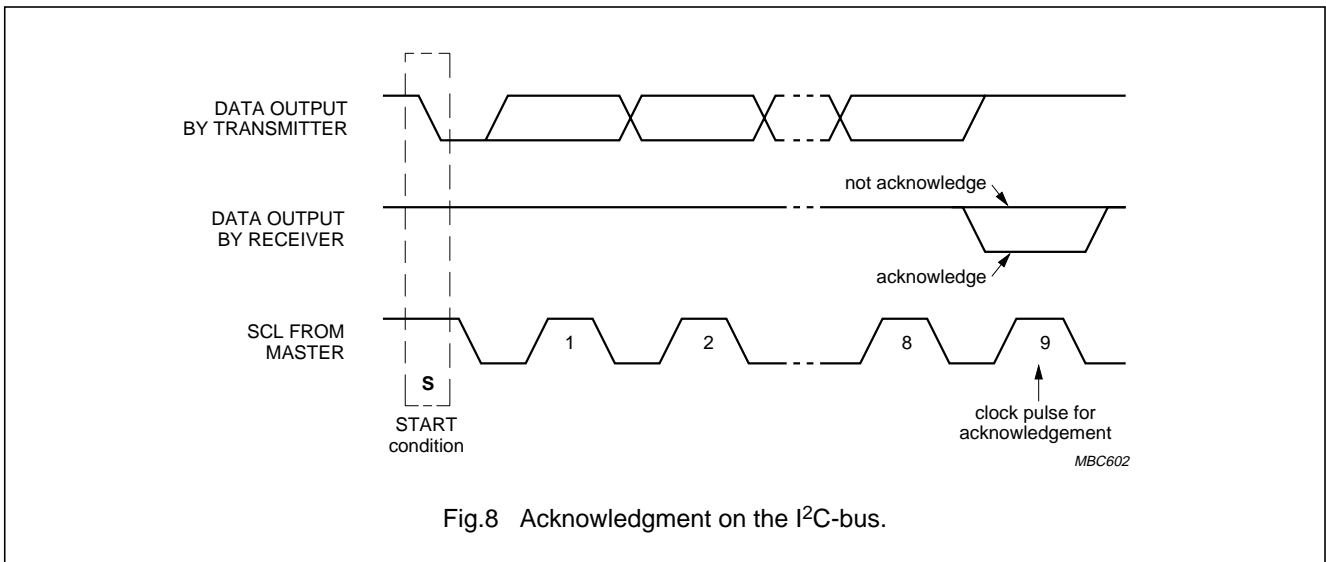 DATA OUTPUT
BY TRANSMITTER
not acknowledge
DATA OUTPUT
BY RECEIVER
acknowledge
SCL FROM
MASTER
1
2
8
9
S
START
condition
clock pulse for
acknowledgement
MBC602
Fig.8 Acknowledgment on the I²C-bus.